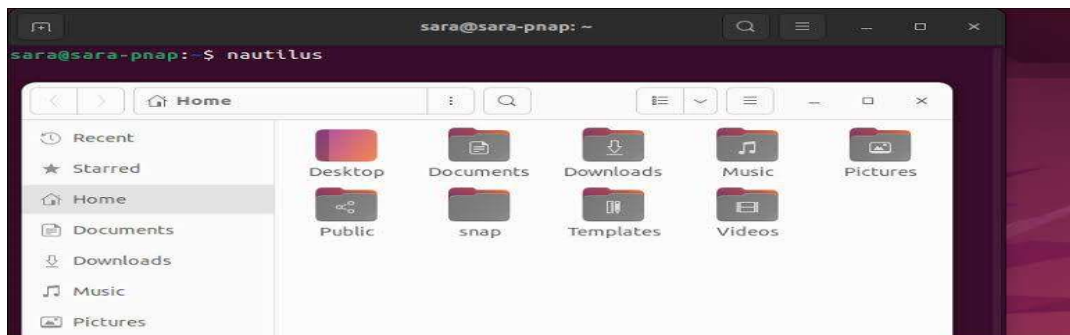 sara@sara-pnap: ~
sara@sara-pnap:~$ nautilus
Home
Recent
Starred
Home
Documents
Downloads
Music
Pictures
Desktop
Documents
Downloads
Music
Pictures
Public
snap
Templates
Videos